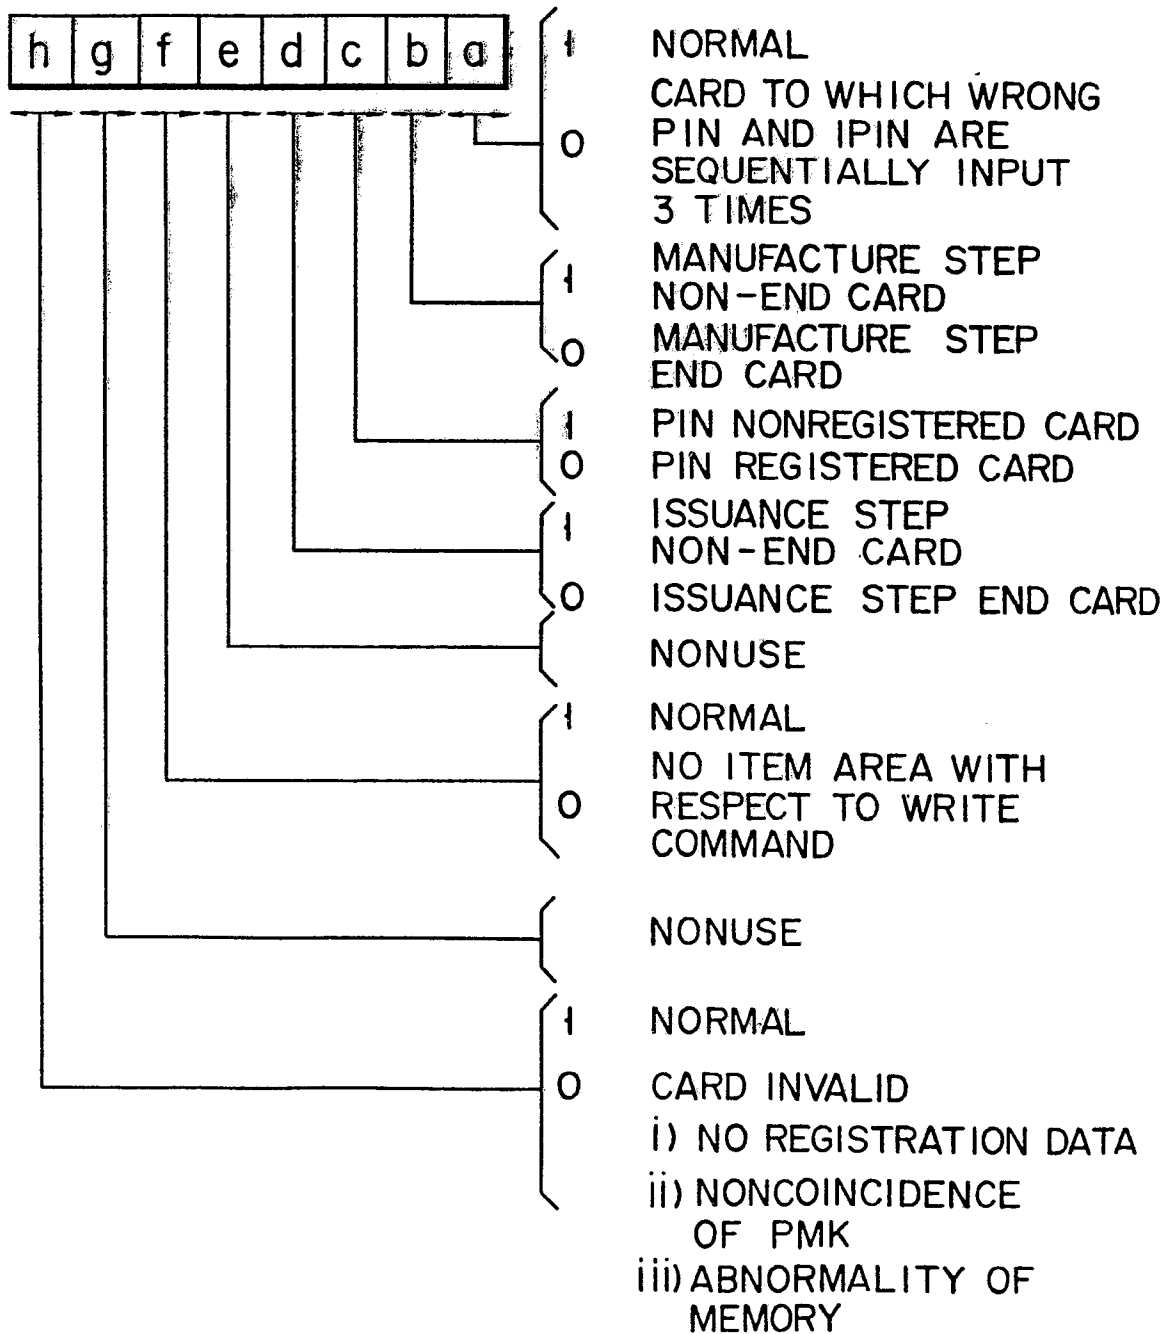 h g f e d c b a
1 NORMAL
CARD TO WHICH WRONG
0 PIN AND IPIN ARE
SEQUENTIALLY INPUT
3 TIMES
MANUFACTURE STEP
1 NON-END CARD
0 MANUFACTURE STEP
END CARD
1 PIN NONREGISTERED CARD
0 PIN REGISTERED CARD
1 ISSUANCE STEP
NON-END CARD
0 ISSUANCE STEP END CARD
NONUSE
1 NORMAL
NO ITEM AREA WITH
0 RESPECT TO WRITE
COMMAND
NONUSE
1 NORMAL
0 CARD INVALID
i) NO REGISTRATION DATA
ii) NONCOINCIDENCE
OF PMK
iii) ABNORMALITY OF
MEMORY